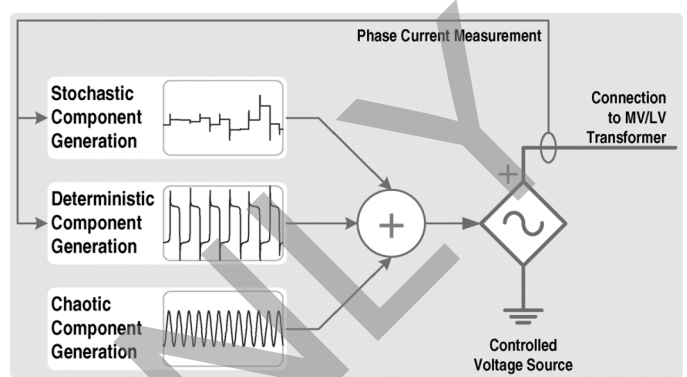 Phase Current Measurement
Stochastic
Component
Generation
Connection
to MV/LV
Transformer
Deterministic
Component
Generation
+
+
Chaotic
Component
Generation
Controlled
Voltage Source